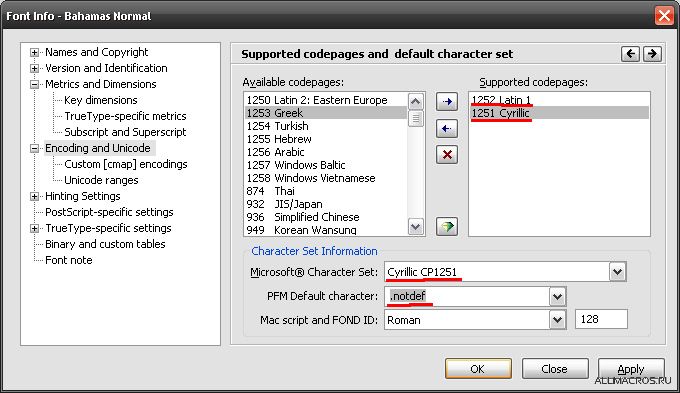 Font Info - Bahamas Normal
Names and Copyright
Version and Identification
Metrics and Dimensions
Key dimensions
TrueType-specific metrics
Subscript and Superscript
Encoding and Unicode
Custom [cmap] encodings
Unicode ranges
Hinting Settings
PostScript-specific settings
TrueType-specific settings
Binary and custom tables
Font note
Supported codepages and default character set
Available codepages:
1250 Latin 2: Eastern Europe
1253 Greek
1254 Turkish
1255 Hebrew
1256 Arabic
1257 Windows Baltic
1258 Windows Vietnamese
874 Thai
932 JIS/Japan
936 Simplified Chinese
949 Korean Wansung
Supported codepages:
1252 Latin 1
1251 Cyrillic
Character Set Information
Microsoft® Character Set: Cyrillic CP1251
PFM Default character: .notdef
Mac script and FOND ID: Roman 128
OK Close Apply
ALLMACROS.RU